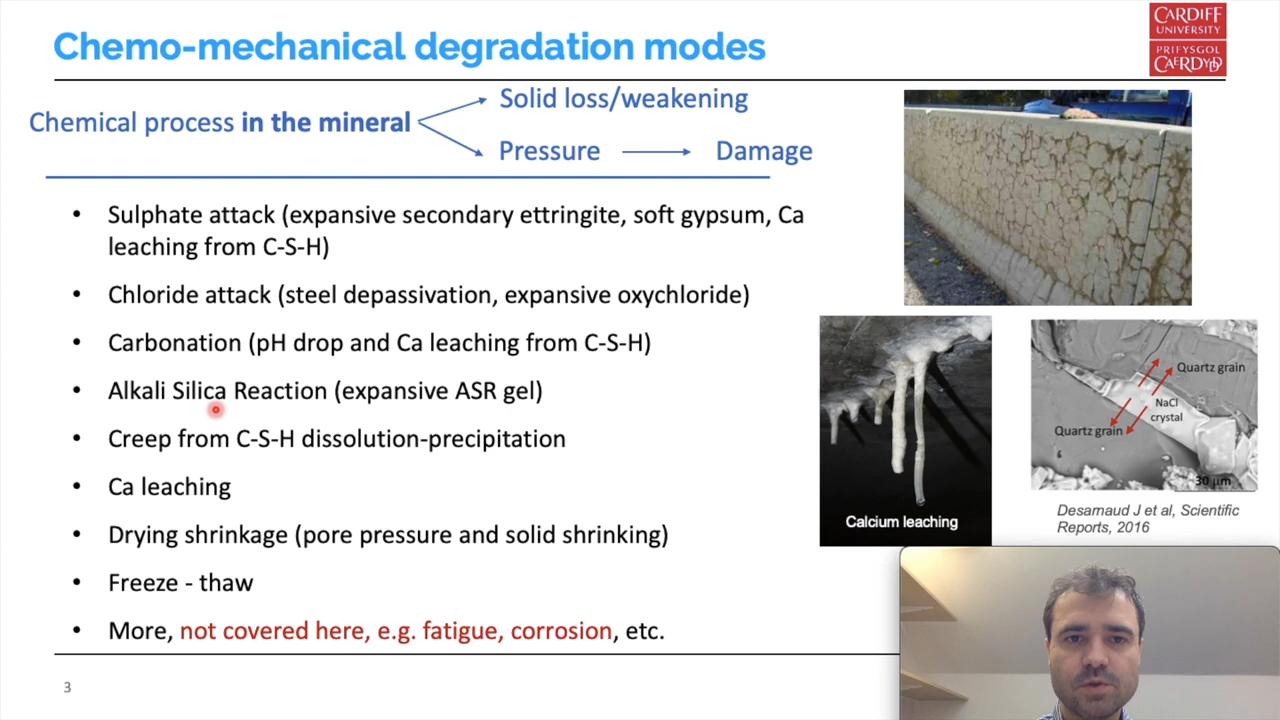 Chemo-mechanical degradation modes
CARDIFF
UNIVERSITY
PRIFYSGOL
CAERDYDD
Chemical process in the mineral
Solid loss/weakening
Pressure
Damage
• Sulphate attack (expansive secondary ettringite, soft gypsum, Ca
leaching from C-S-H)
• Chloride attack (steel depassivation, expansive oxychloride)
• Carbonation (pH drop and Ca leaching from C-S-H)
• Alkali Silica Reaction (expansive ASR gel)
• Creep from C-S-H dissolution-precipitation
• Ca leaching
• Drying shrinkage (pore pressure and solid shrinking)
• Freeze - thaw
• More, not covered here, e.g. fatigue, corrosion, etc.
Calcium leaching
Quartz grain
NaCl
crystal
Quartz grain
30 μm
Desarnaud J et al, Scientific
Reports, 2016
3